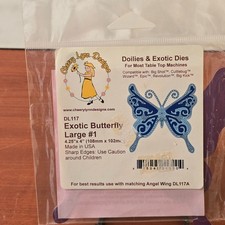 Cheery Lynn Designs
Doilies & Exotic Dies
For Most Table Top Machines
Compatible with: Big Shot™, Cuttlebug™
Wizard™, Epic™, Revolution™, Big Kick™
www.cheerylynndesigns.com
DL117
Exotic Butterfly
Large #1
4.25" x 4" (108mm x 102m
Made in USA
Sharp Edges: Use Caution
around Children
For best results use with matching Angel Wing DL117A